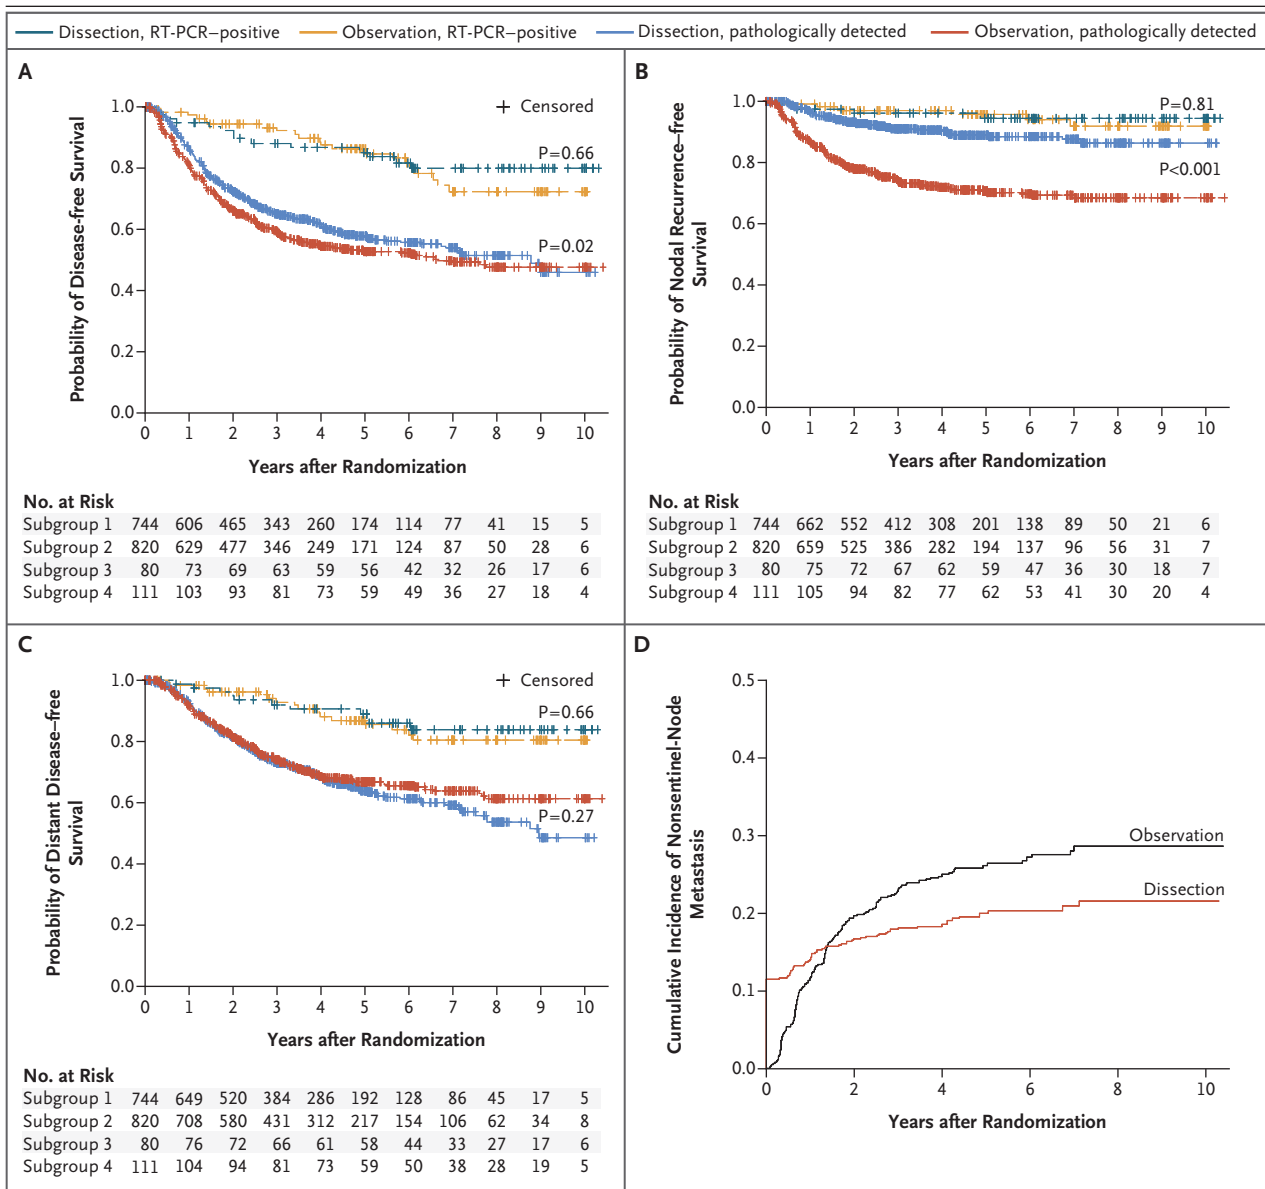 Dissection, RT-PCR–positive Observation, RT-PCR–positive Dissection, pathologically detected Observation, pathologically detected
A
1.0
0.8
0.6
0.4
0.2
0.0
Probability of Disease-free Survival
+ Censored
P=0.66
P=0.02
0 1 2 3 4 5 6 7 8 9 10
Years after Randomization
No. at Risk
Subgroup 1 744 606 465 343 260 174 114 77 41 15 5
Subgroup 2 820 629 477 346 249 171 124 87 50 28 6
Subgroup 3 80 73 69 63 59 56 42 32 26 17 6
Subgroup 4 111 103 93 81 73 59 49 36 27 18 4
B
1.0
0.8
0.6
0.4
0.2
0.0
Probability of Nodal Recurrence–free
Survival
P=0.81
P<0.001
0 1 2 3 4 5 6 7 8 9 10
Years after Randomization
No. at Risk
Subgroup 1 744 662 552 412 308 201 138 89 50 21 6
Subgroup 2 820 659 525 386 282 194 137 96 56 31 7
Subgroup 3 80 75 72 67 62 59 47 36 30 18 7
Subgroup 4 111 105 94 82 77 62 53 41 30 20 4
C
1.0
0.8
0.6
0.4
0.2
0.0
Probability of Distant Disease–free
Survival
+ Censored
P=0.66
P=0.27
0 1 2 3 4 5 6 7 8 9 10
Years after Randomization
No. at Risk
Subgroup 1 744 649 520 384 286 192 128 86 45 17 5
Subgroup 2 820 708 580 431 312 217 154 106 62 34 8
Subgroup 3 80 76 72 66 61 58 44 33 27 17 6
Subgroup 4 111 104 94 81 73 59 50 38 28 19 5
D
0.5
0.4
0.3
0.2
0.1
0.0
Cumulative Incidence of Nonsentinel-Node
Metastasis
Observation
Dissection
0 2 4 6 8 10
Years after Randomization